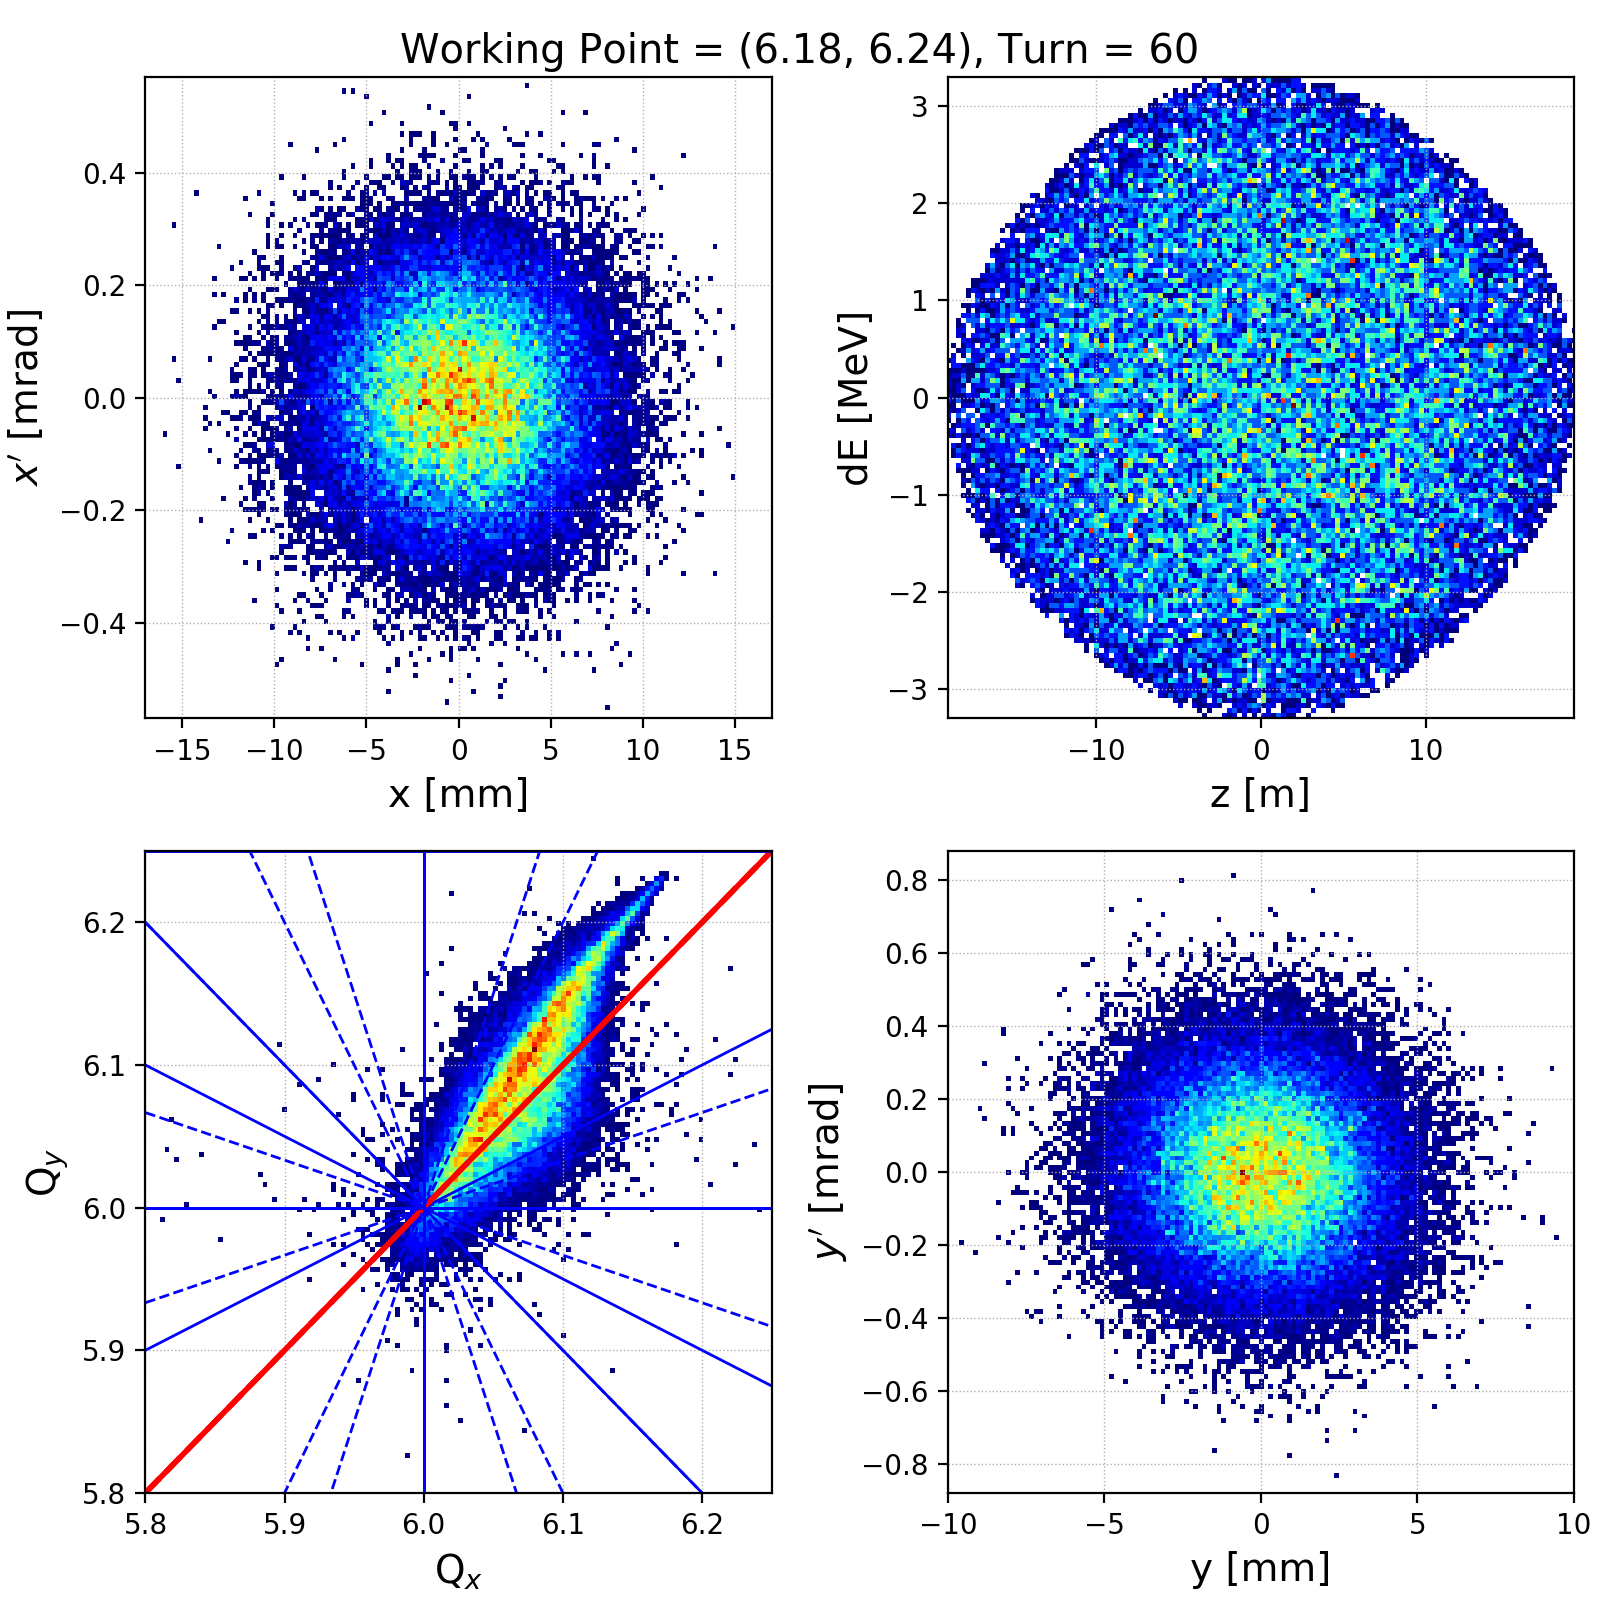 Working Point = (6.18, 6.24), Turn = 60
0.4
0.2
0.0
−0.2
−0.4
x′ [mrad]
−15 −10 −5 0 5 10 15
x [mm]
3
2
1
0
−1
−2
−3
dE [MeV]
−10 0 10
z [m]
6.2
6.1
6.0
5.9
5.8
Q_y
5.8 5.9 6.0 6.1 6.2
Q_x
0.8
0.6
0.4
0.2
0.0
−0.2
−0.4
−0.6
−0.8
y′ [mrad]
−10 −5 0 5 10
y [mm]